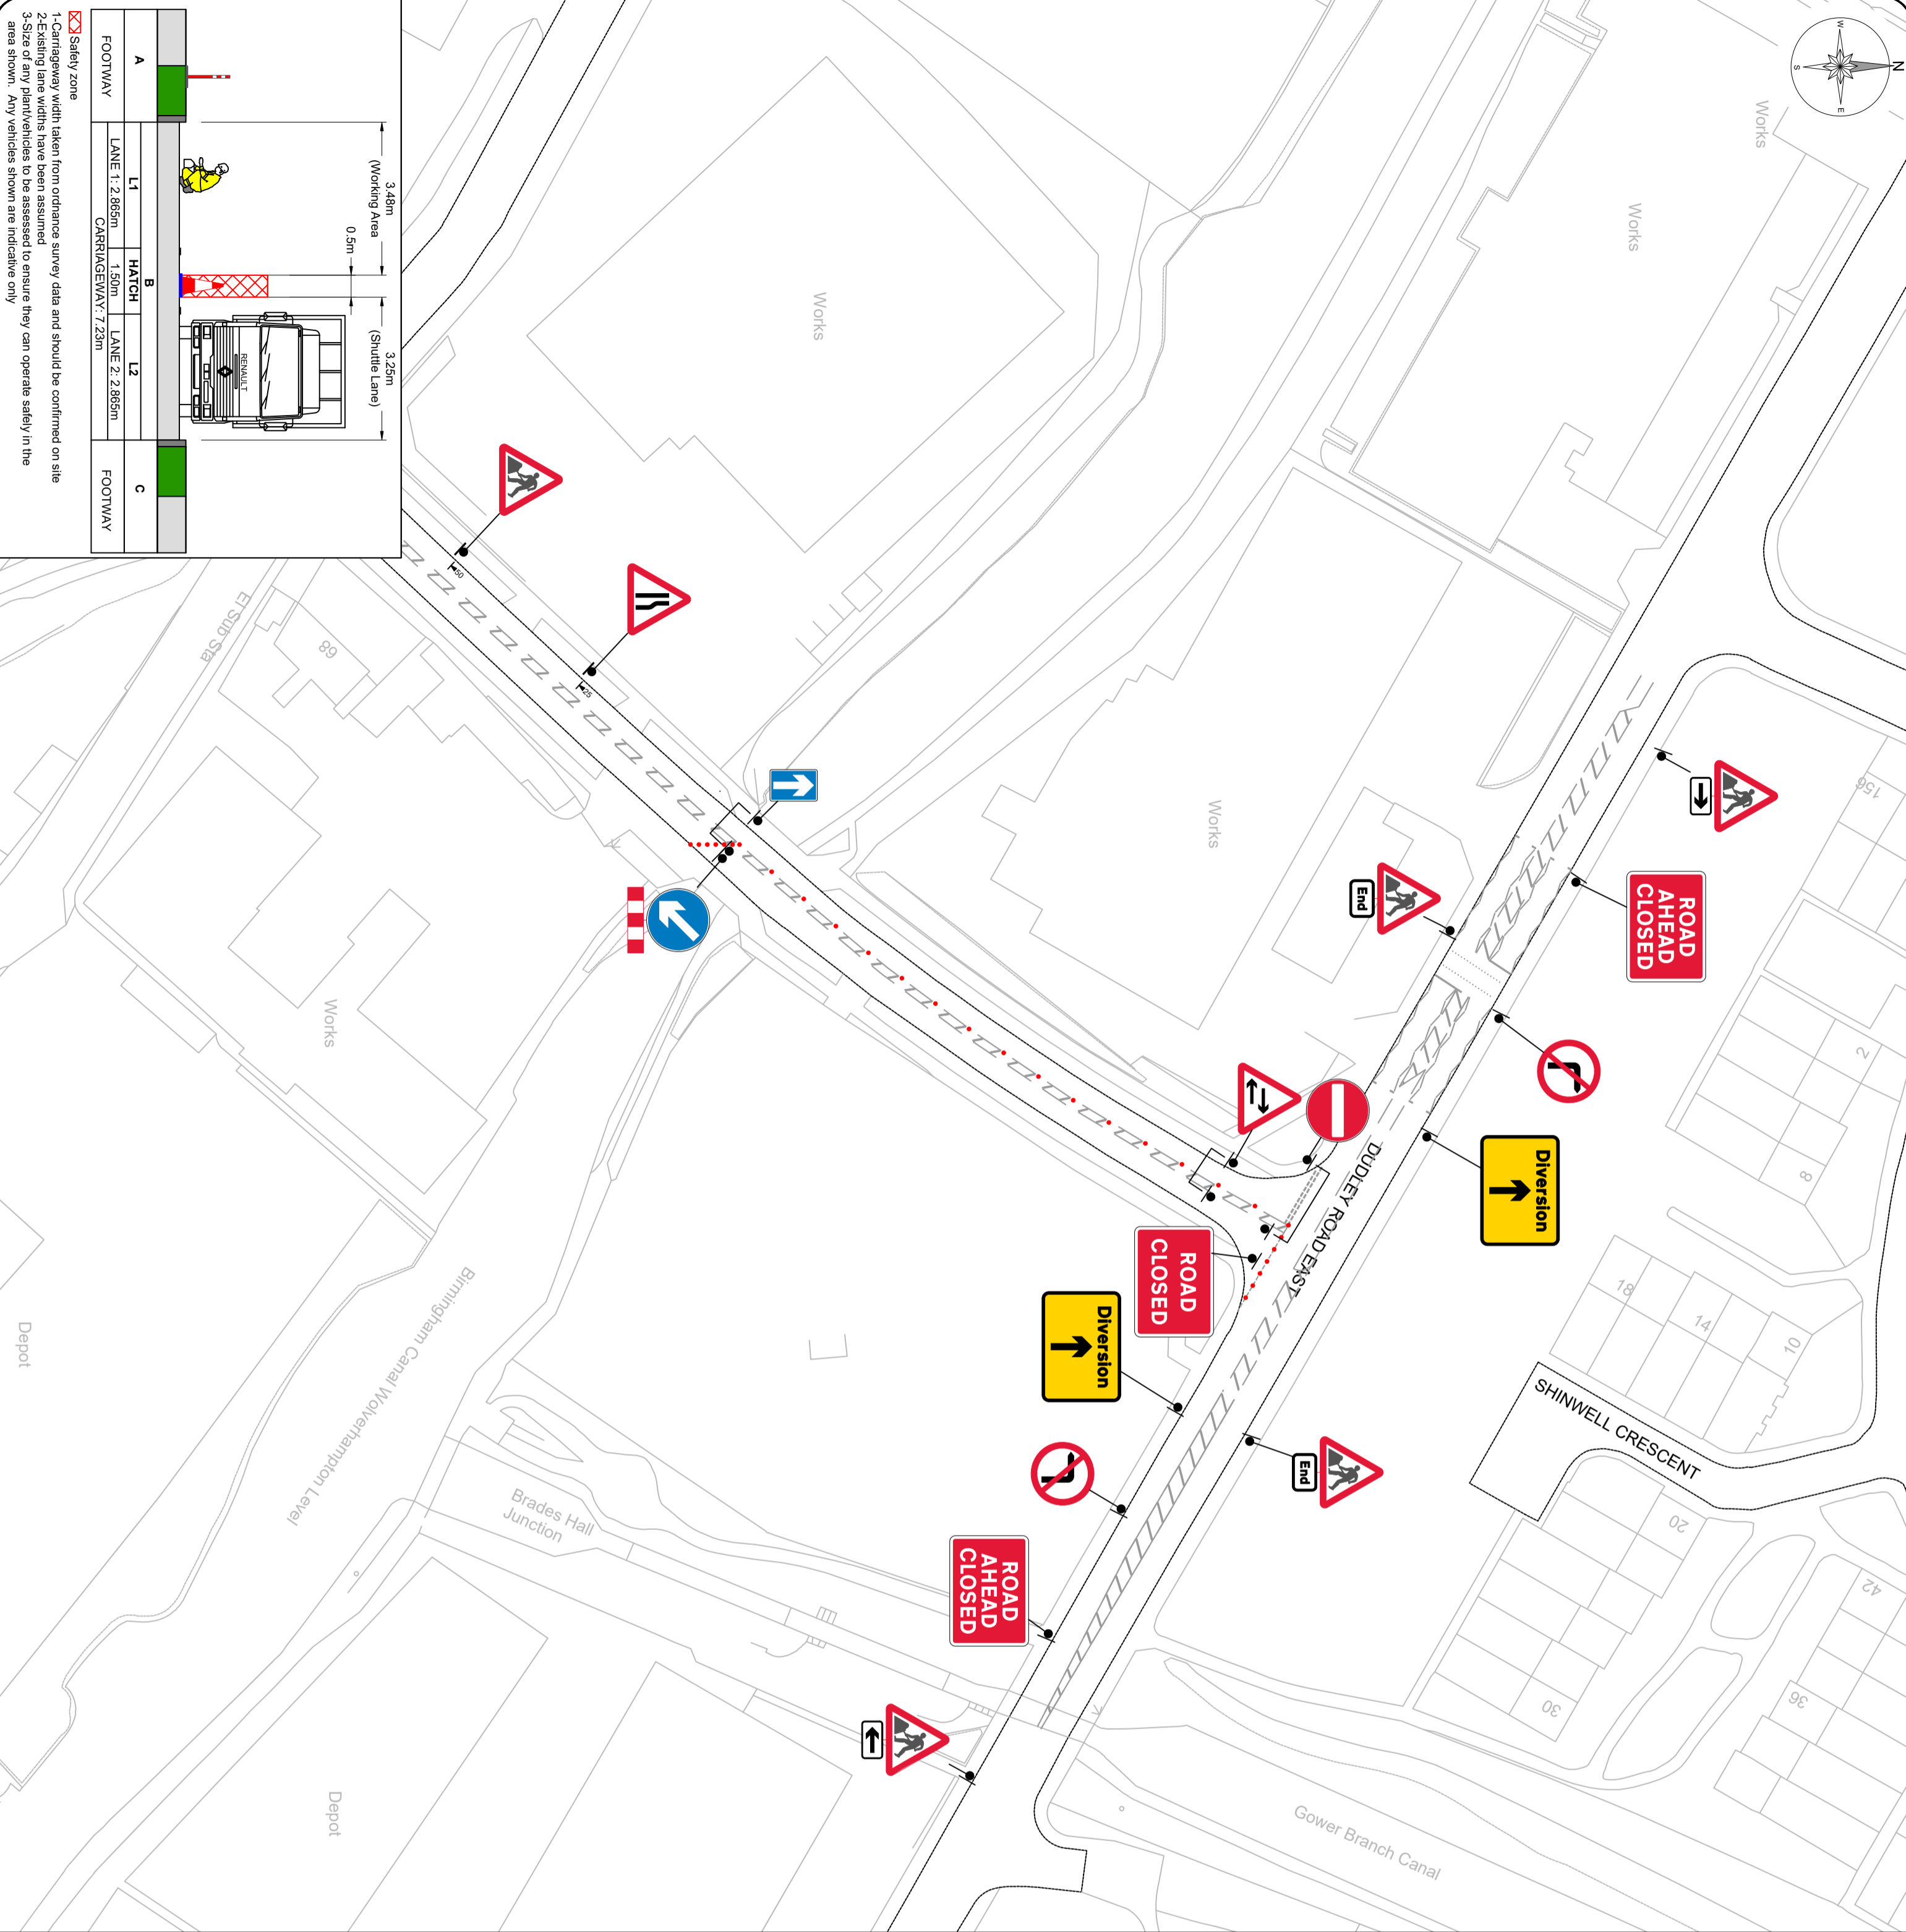 N
W
E
S
Works
Works
Works
Works
Works
156
2
8
18
14
10
20
30
42
36
68
El Sub Sta
Depot
Depot
Birmingham Canal Wolverhampton Level
Brades Hall
Junction
Gower Branch Canal
SHINWELL CRESCENT
DUDLEY ROAD EAST
ROAD
AHEAD
CLOSED
End
Diversion
ROAD
CLOSED
Diversion
End
ROAD
AHEAD
CLOSED
50
25
3.48m
(Working Area)
0.5m
3.25m
(Shuttle Lane)
RENAULT
A
B
C
FOOTWAY
L1
HATCH
L2
FOOTWAY
LANE 1: 2.865m
1.50m
LANE 2: 2.865m
CARRIAGEWAY: 7.23m
Safety zone
1-Carriageway width taken from ordnance survey data and should be confirmed on site
2-Existing lane widths have been assumed
3-Size of any plant/vehicles to be assessed to ensure they can operate safely in the
area shown. Any vehicles shown are indicative only